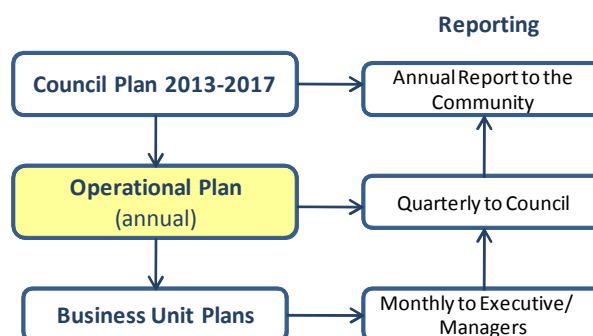 Reporting
Council Plan 2013-2017
Annual Report to the
Community
Operational Plan
(annual)
Quarterly to Council
Business Unit Plans
Monthly to Executive/
Managers